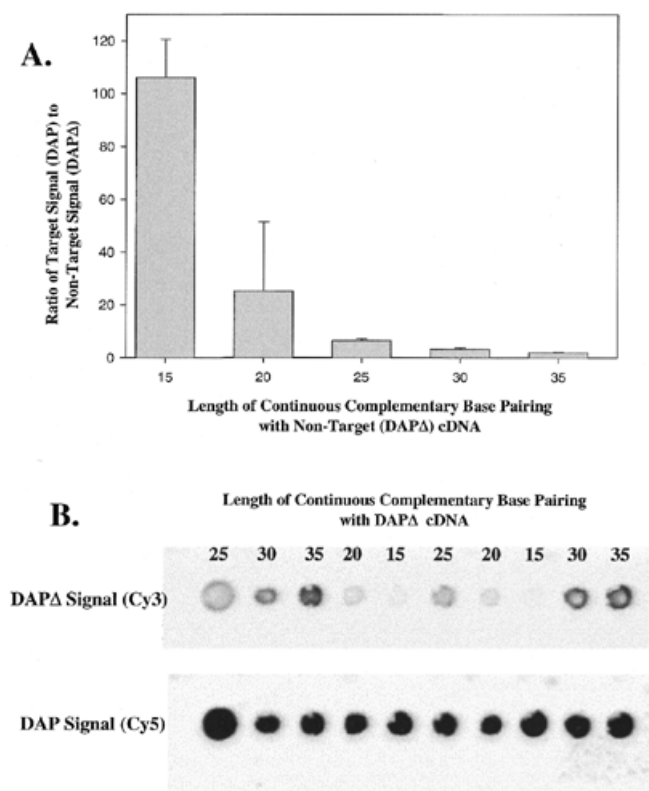 A.
Ratio of Target Signal (DAP) to
Non-Target Signal (DAPΔ)
120
100
80
60
40
20
0
15 20 25 30 35
Length of Continuous Complementary Base Pairing
with Non-Target (DAPΔ) cDNA
B.
Length of Continuous Complementary Base Pairing
with DAPΔ cDNA
25 30 35 20 15 25 20 15 30 35
DAPΔ Signal (Cy3)
DAP Signal (Cy5)